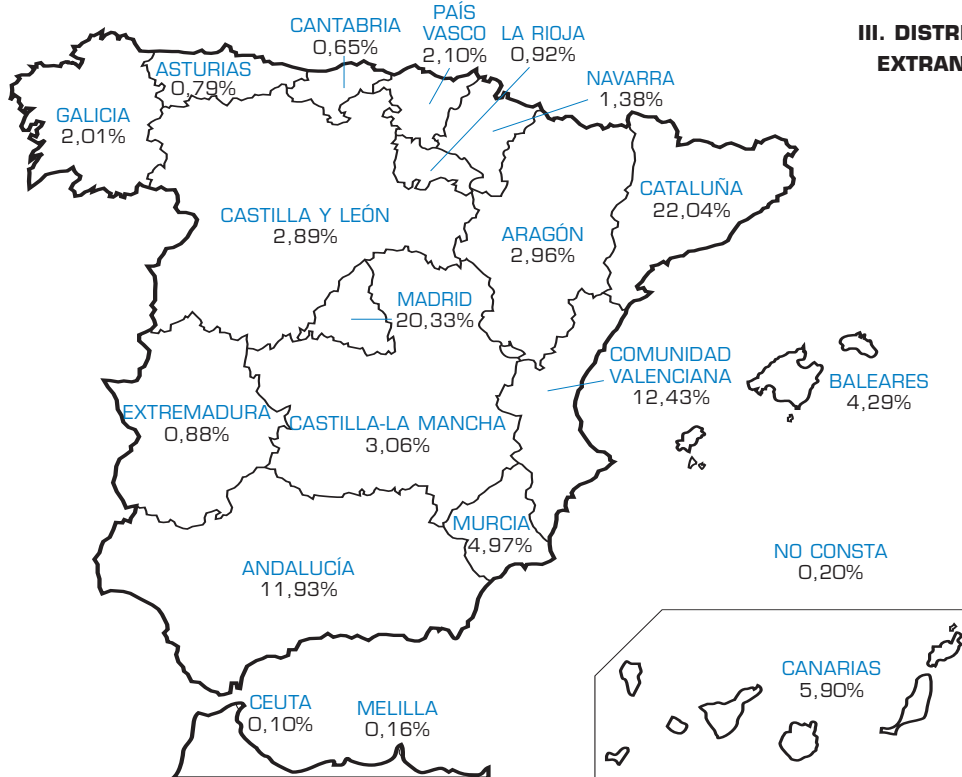 III. DISTRI
EXTRAN
CANTABRIA
0,65%
PAÍS
VASCO
2,10%
LA RIOJA
0,92%
ASTURIAS
0,79%
NAVARRA
1,38%
GALICIA
2,01%
CATALUÑA
22,04%
CASTILLA Y LEÓN
2,89%
ARAGÓN
2,96%
MADRID
20,33%
COMUNIDAD
VALENCIANA
12,43%
BALEARES
4,29%
EXTREMADURA
0,88%
CASTILLA-LA MANCHA
3,06%
MURCIA
4,97%
ANDALUCÍA
11,93%
NO CONSTA
0,20%
CANARIAS
5,90%
CEUTA
0,10%
MELILLA
0,16%